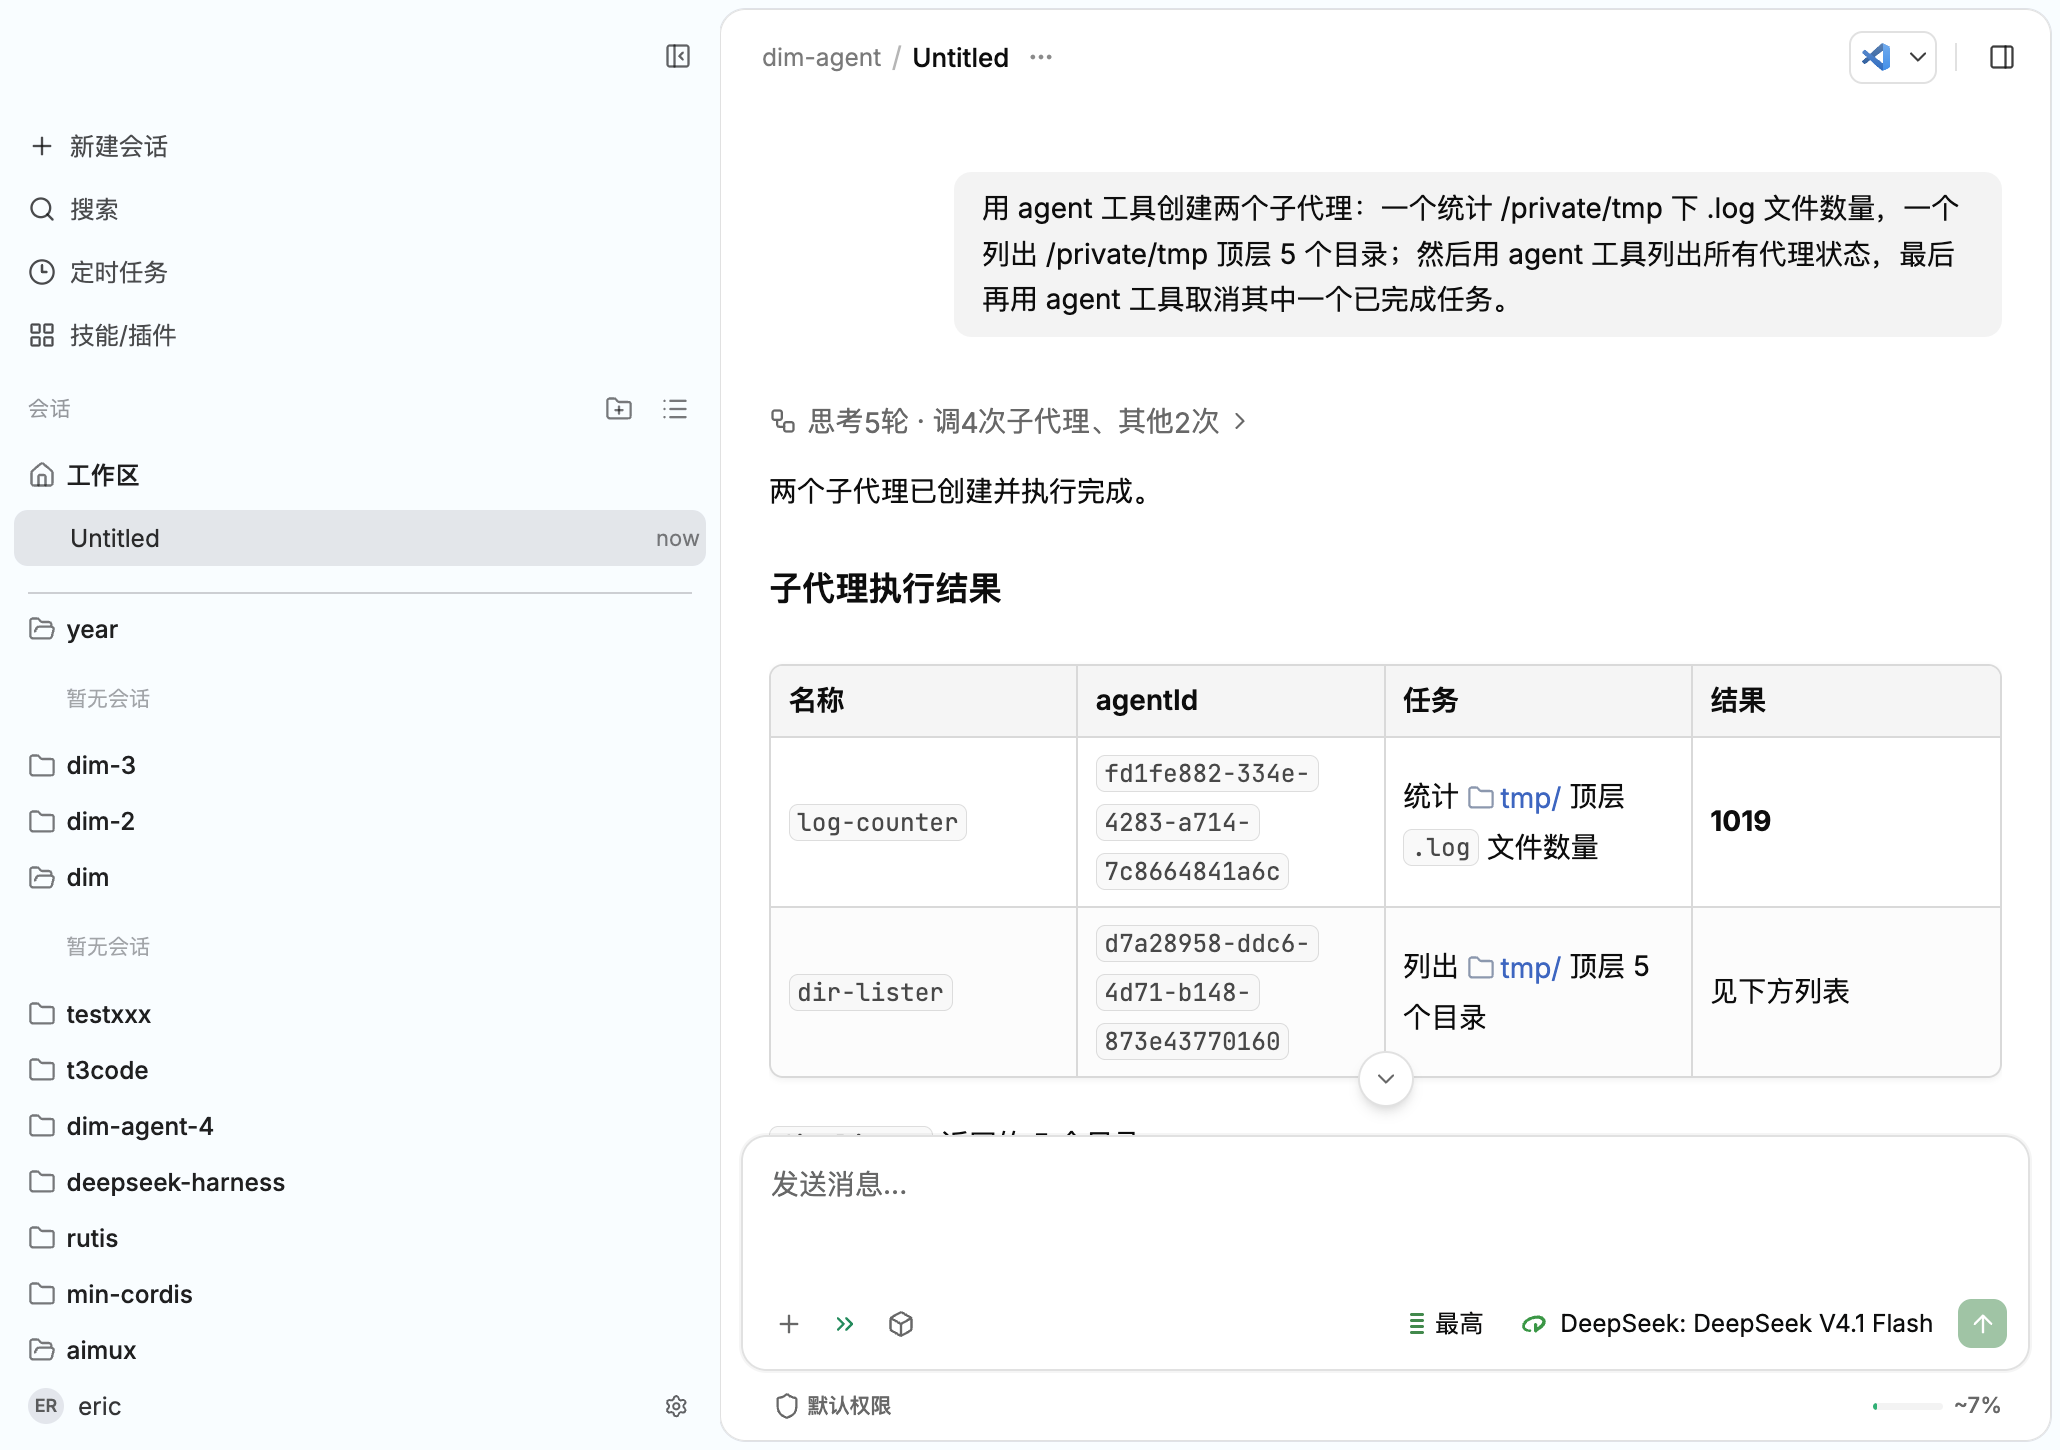 新建会话
搜索
定时任务
技能/插件
会话
工作区
Untitled now
year
暂无会话
dim-3
dim-2
dim
暂无会话
testxxx
t3code
dim-agent-4
deepseek-harness
rutis
min-cordis
aimux
ER eric
dim-agent / Untitled ···
用 agent 工具创建两个子代理：一个统计 /private/tmp 下 .log 文件数量，一个
列出 /private/tmp 顶层 5 个目录；然后用 agent 工具列出所有代理状态，最后
再用 agent 工具取消其中一个已完成任务。
思考5轮 · 调4次子代理、其他2次
两个子代理已创建并执行完成。
子代理执行结果
名称 agentId 任务 结果
log-counter
fd1fe882-334e-
4283-a714-
7c8664841a6c
统计 tmp/ 顶层
.log 文件数量
1019
dir-lister
d7a28958-ddc6-
4d71-b148-
873e43770160
列出 tmp/ 顶层 5
个目录
见下方列表
发送消息...
最高 DeepSeek: DeepSeek V4.1 Flash
默认权限 ~7%